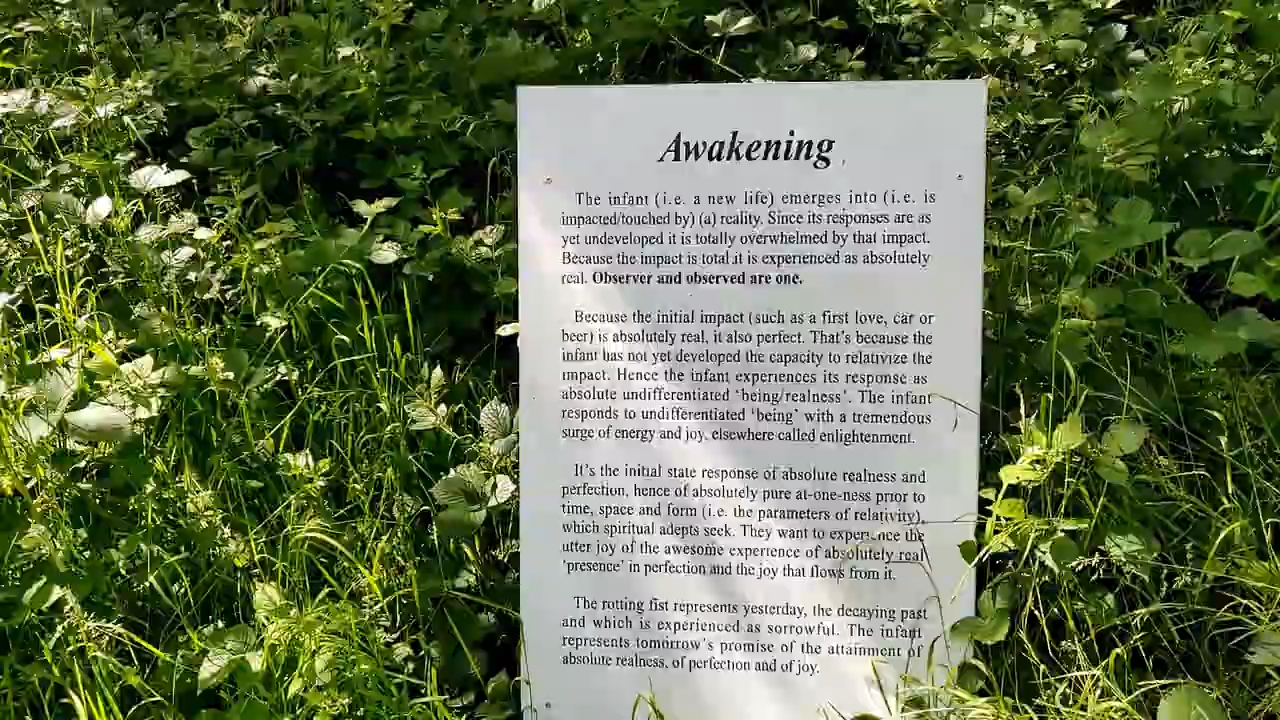 Awakening
The infant (i.e. a new life) emerges into (i.e. is
impacted/touched by) (a) reality. Since its responses are as
yet undeveloped it is totally overwhelmed by that impact.
Because the impact is total it is experienced as absolutely
real. Observer and observed are one.
Because the initial impact (such as a first love, car or
beer) is absolutely real, it also perfect. That's because the
infant has not yet developed the capacity to relativize the
impact. Hence the infant experiences its response as
absolute undifferentiated 'being/realness'. The infant
responds to undifferentiated 'being' with a tremendous
surge of energy and joy, elsewhere called enlightenment.
It's the initial state response of absolute realness and
perfection, hence of absolutely pure at-one-ness prior to
time, space and form (i.e. the parameters of relativity),
which spiritual adepts seek. They want to experience the
utter joy of the awesome experience of absolutely real
'presence' in perfection and the joy that flows from it.
The rotting fist represents yesterday, the decaying past
and which is experienced as sorrowful. The infant
represents tomorrow's promise of the attainment of
absolute realness, of perfection and of joy.